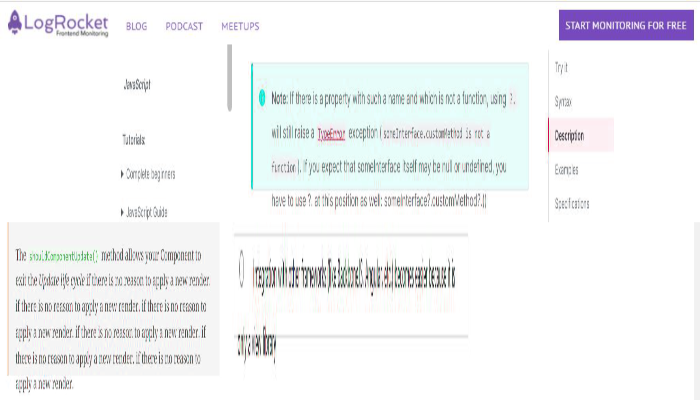 LogRocket
Frontend Monitoring
BLOG
PODCAST
MEETUPS
START MONITORING FOR FREE
JavaScript
Tutorials:
Complete beginners
JavaScript Guide
Note: If there is a property with such a name and which is not a function, using ?.
will still raise a TypeError exception (someInterface.customMethod is not a
function). If you expect that someInterface itself may be null or undefined, you
have to use ?. at this position as well: someInterface?.customMethod?.()
Try it
Syntax
Description
Examples
Specifications
The shouldComponentUpdate() method allows your Component to
exit the Update life cycle if there is no reason to apply a new render.
if there is no reason to apply a new render. if there is no reason to
apply a new render. if there is no reason to apply a new render. if
there is no reason to apply a new render. if there is no reason to
apply a new render.
Integration with other frameworks (like BackboneJS, AngularJS, etc.) becomes easier because it is
only a view library